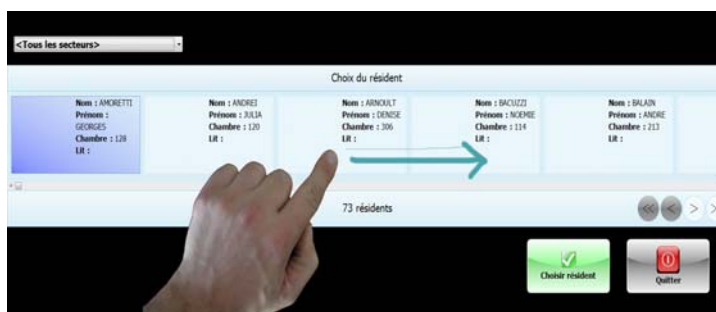 <Tous les secteurs>
Choix du résident
Nom : AMORETTI
Prénom :
GEORGES
Chambre : 128
Lit :
Nom : ANDREI
Prénom : JULIA
Chambre : 120
Lit :
Nom : ARNOULT
Prénom : DENISE
Chambre : 306
Lit :
Nom : BACUZZI
Prénom : NOEMIE
Chambre : 114
Lit :
Nom : BALAIN
Prénom : ANDRE
Chambre : 213
Lit :
73 résidents
Choisir résident
Quitter